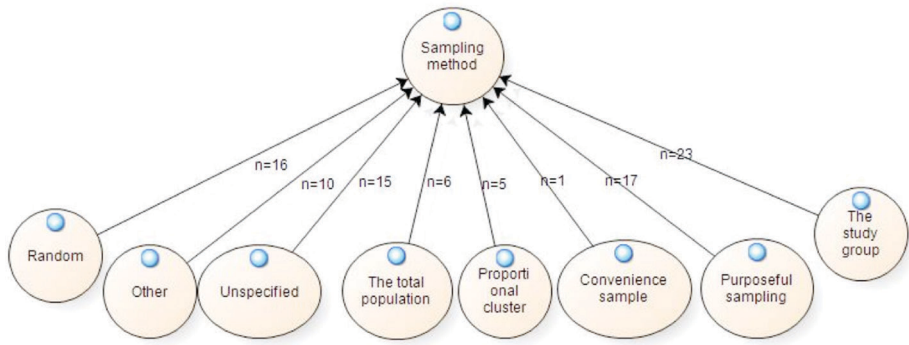 Sampling
method
n=23
n=16
n=10
n=15
n=6
n=5
n=1
n=17
Random
Other
Unspecified
The total
population
Proporti
onal
cluster
Convenience
sample
Purposeful
sampling
The
study
group